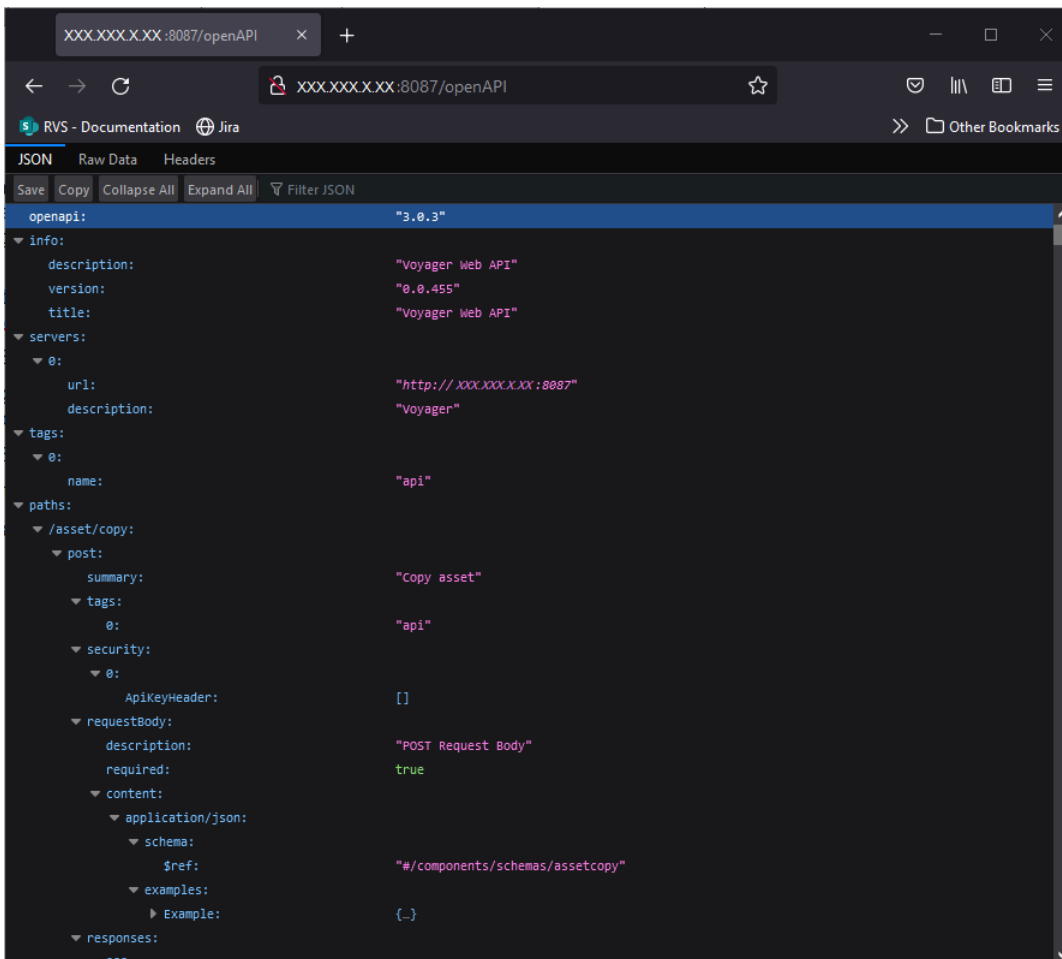 XXX.XXX.X.XX :8087/openAPI
XXX.XXX.X.XX:8087/openAPI
RVS - Documentation Jira Other Bookmarks
JSON Raw Data Headers
Save Copy Collapse All Expand All Filter JSON
openapi: "3.0.3"
info:
description: "Voyager Web API"
version: "0.0.455"
title: "Voyager Web API"
servers:
0:
url: "http:// XXX.XXX.X.XX :8087"
description: "Voyager"
tags:
0:
name: "api"
paths:
/asset/copy:
post:
summary: "Copy asset"
tags:
0: "api"
security:
0:
ApiKeyHeader: []
requestBody:
description: "POST Request Body"
required: true
content:
application/json:
schema:
$ref: "#/components/schemas/assetcopy"
examples:
Example: {…}
responses: